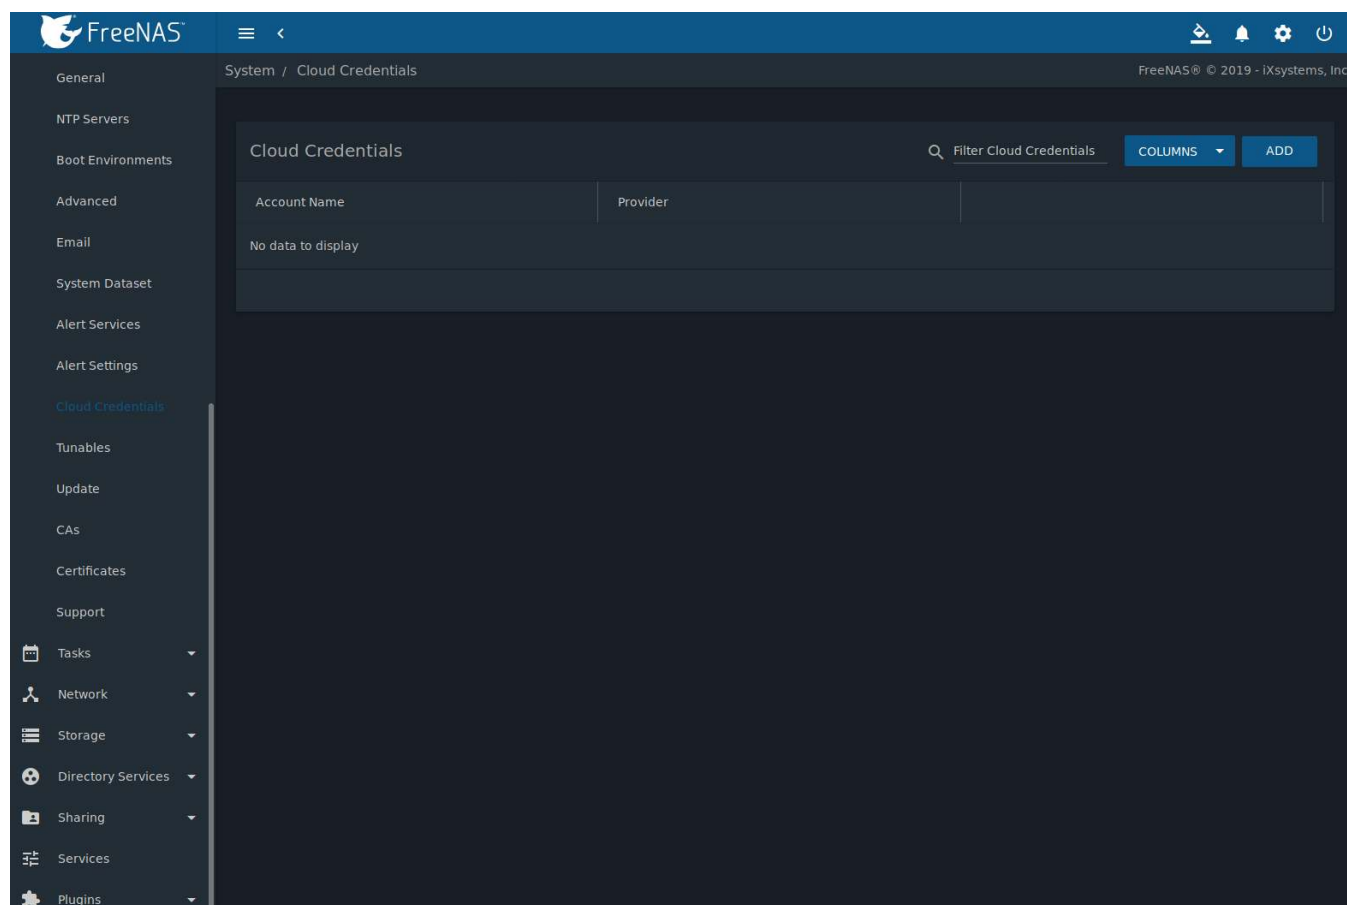 FreeNAS™
System / Cloud Credentials
FreeNAS® © 2019 - iXsystems, Inc
General
NTP Servers
Boot Environments
Advanced
Email
System Dataset
Alert Services
Alert Settings
Cloud Credentials
Tunables
Update
CAs
Certificates
Support
Tasks
Network
Storage
Directory Services
Sharing
Services
Plugins
Cloud Credentials
Filter Cloud Credentials
COLUMNS
ADD
Account Name
Provider
No data to display